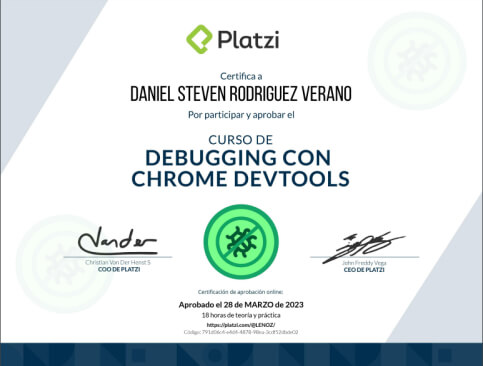 Platzi
Certifica a
DANIEL STEVEN RODRIGUEZ VERANO
Por participar y aprobar el
CURSO DE
DEBUGGING CON
CHROME DEVTOOLS
Christian Van Der Henst S
COO DE PLATZI
John Freddy Vega
CEO DE PLATZI
Certificación de aprobación online:
Aprobado el 28 de MARZO de 2023
18 horas de teoría y práctica
https://platzi.com/@LENOZ/
Código: